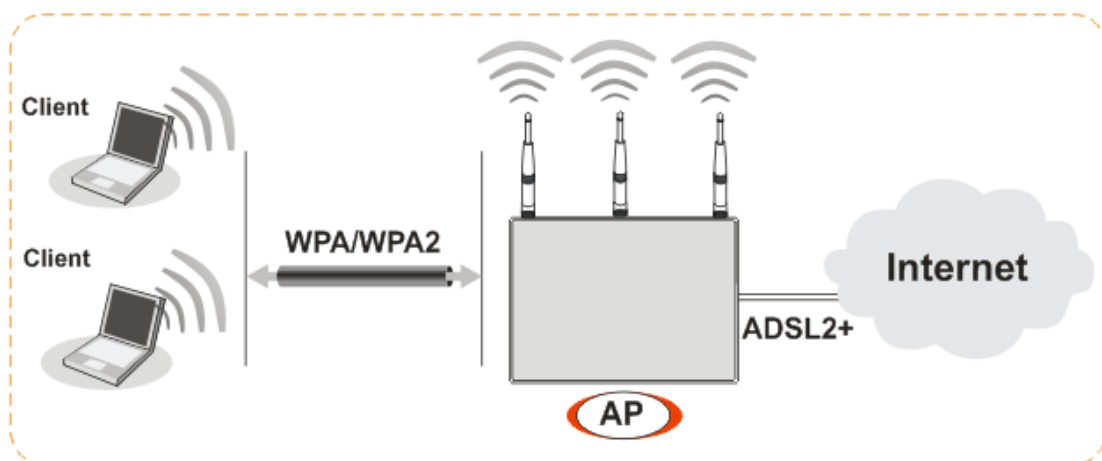 Client
Client
WPA/WPA2
AP
ADSL2+
Internet